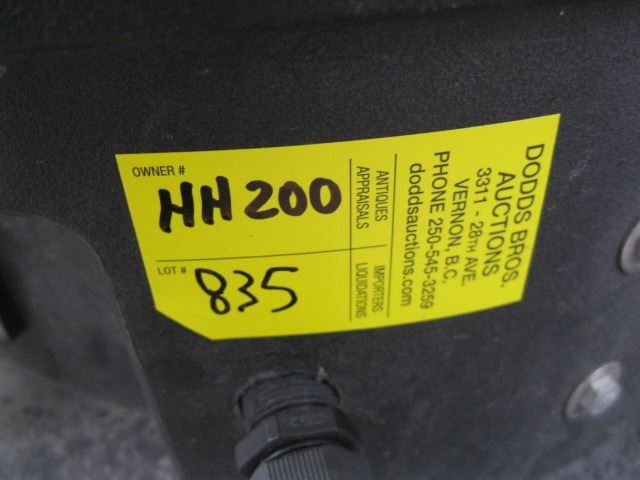 OWNER #
HH 200
LOT #
835
ANTIQUES
APPRAISALS
IMPORTERS
LIQUIDATIONS
DODDS BROS.
AUCTIONS
3311 - 28TH AVE.
VERNON, B.C.
PHONE 250-545-3259
doddsauctions.com